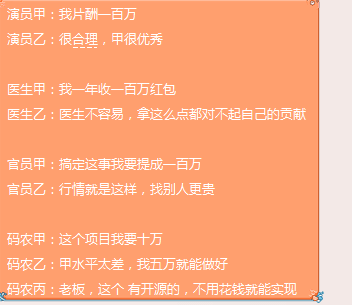 演员甲：我片酬一百万
演员乙：很合理，甲很优秀
医生甲：我一年收一百万红包
医生乙：医生不容易，拿这么点都对不起自己的贡献
官员甲：搞定这事我要提成一百万
官员乙：行情就是这样，找别人更贵
码农甲：这个项目我要十万
码农乙：甲水平太差，我五万就能做好
码农丙：老板，这个 有开源的，不用花钱就能实现